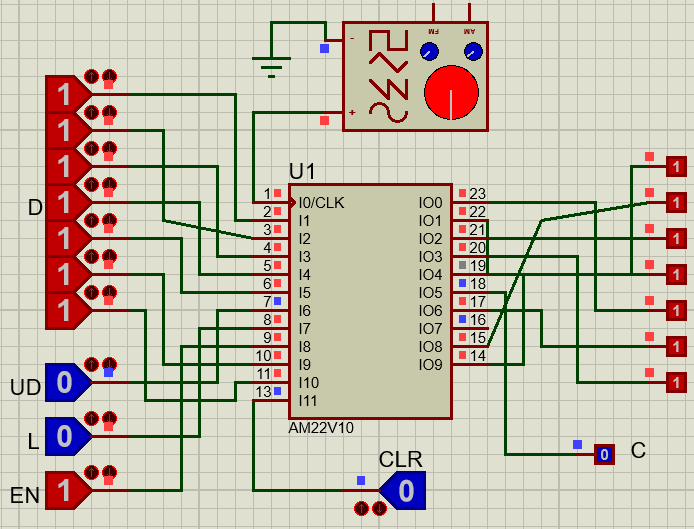 FM AM
-
+
1
1
1
1
1
1
1
D
U1
1 I0/CLK IO0 23
2 I1 IO1 22
3 I2 IO2 21
4 I3 IO3 20
5 I4 IO4 19
6 I5 IO5 18
7 I6 IO6 17
8 I7 IO7 16
9 I8 IO8 15
10 I9 IO9 14
11 I10
13 I11
AM22V10
1
1
1
1
1
1
1
UD 0
L 0
EN 1
CLR
0
0 C